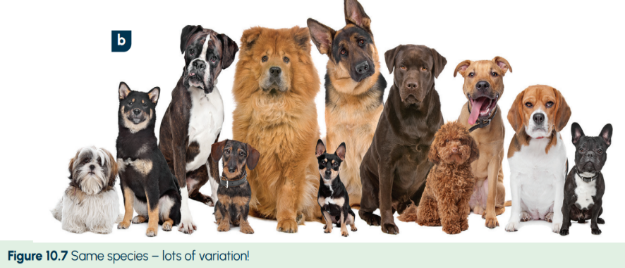 b
Figure 10.7 Same species – lots of variation!